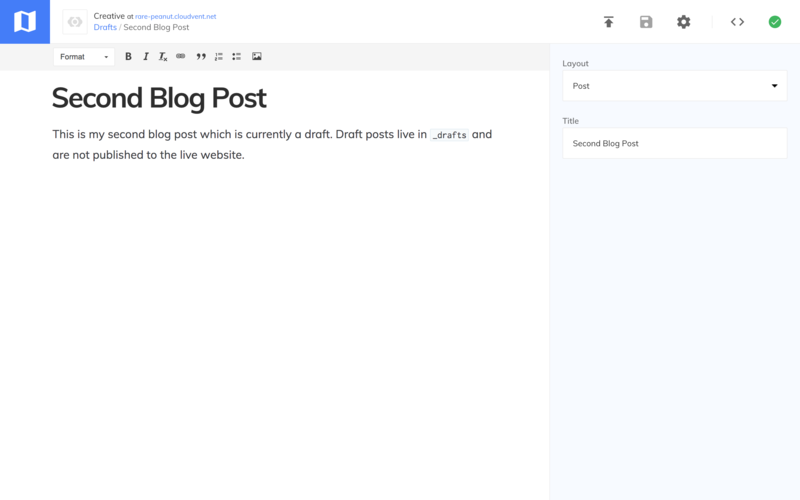 Creative at rare-peanut.cloudvent.net
Drafts / Second Blog Post
Format
B I
Layout
Post
Title
Second Blog Post
Second Blog Post
This is my second blog post which is currently a draft. Draft posts live in _drafts and
are not published to the live website.